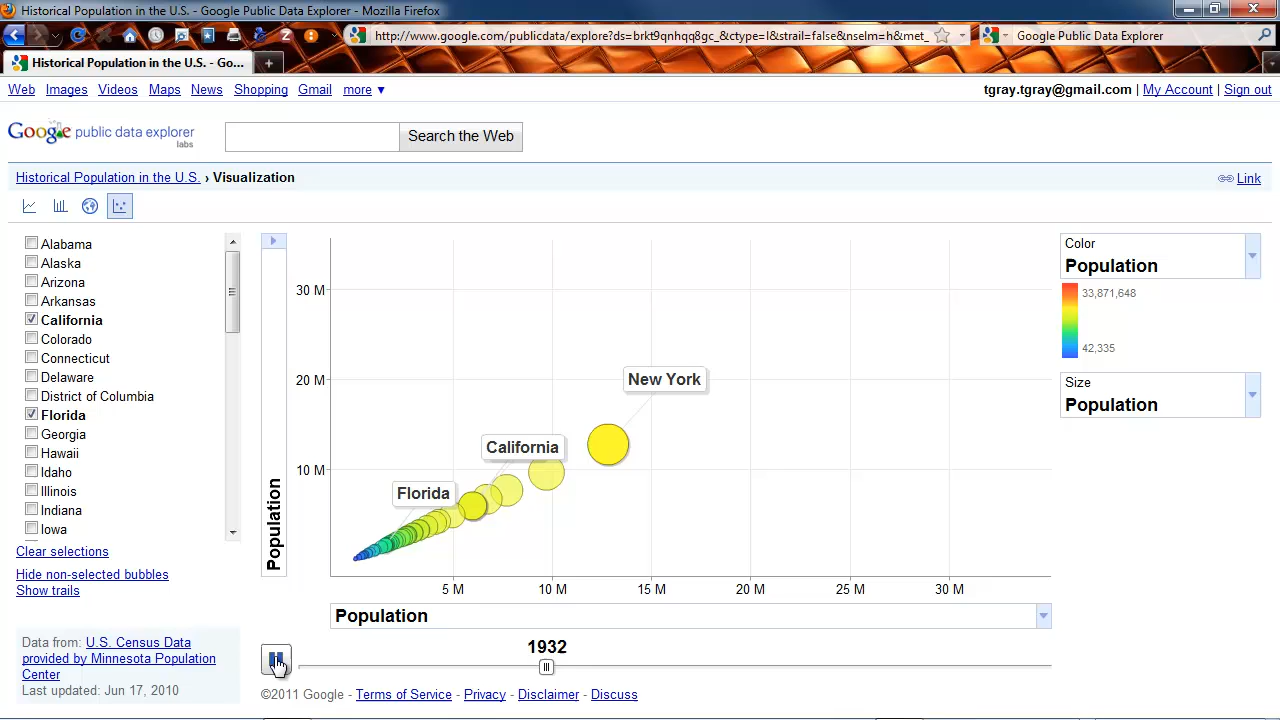 Historical Population in the U.S. - Google Public Data Explorer - Mozilla Firefox
http://www.google.com/publicdata/explore?ds=brkt9qnhqq8gc_&ctype=l&strail=false&nselm=h&met_
Google Public Data Explorer
Historical Population in the U.S. - Go...
Web Images Videos Maps News Shopping Gmail more ▼
tgray.tgray@gmail.com | My Account | Sign out
Google public data explorer
labs
Search the Web
Historical Population in the U.S. › Visualization
Link
Alabama
Alaska
Arizona
Arkansas
California
Colorado
Connecticut
Delaware
District of Columbia
Florida
Georgia
Hawaii
Idaho
Illinois
Indiana
Iowa
Clear selections
Hide non-selected bubbles
Show trails
Data from: U.S. Census Data
provided by Minnesota Population
Center
Last updated: Jun 17, 2010
Population
30 M
20 M
10 M
New York
California
Florida
5 M 10 M 15 M 20 M 25 M 30 M
Population
1932
Color
Population
33,871,648
42,335
Size
Population
©2011 Google - Terms of Service - Privacy - Disclaimer - Discuss